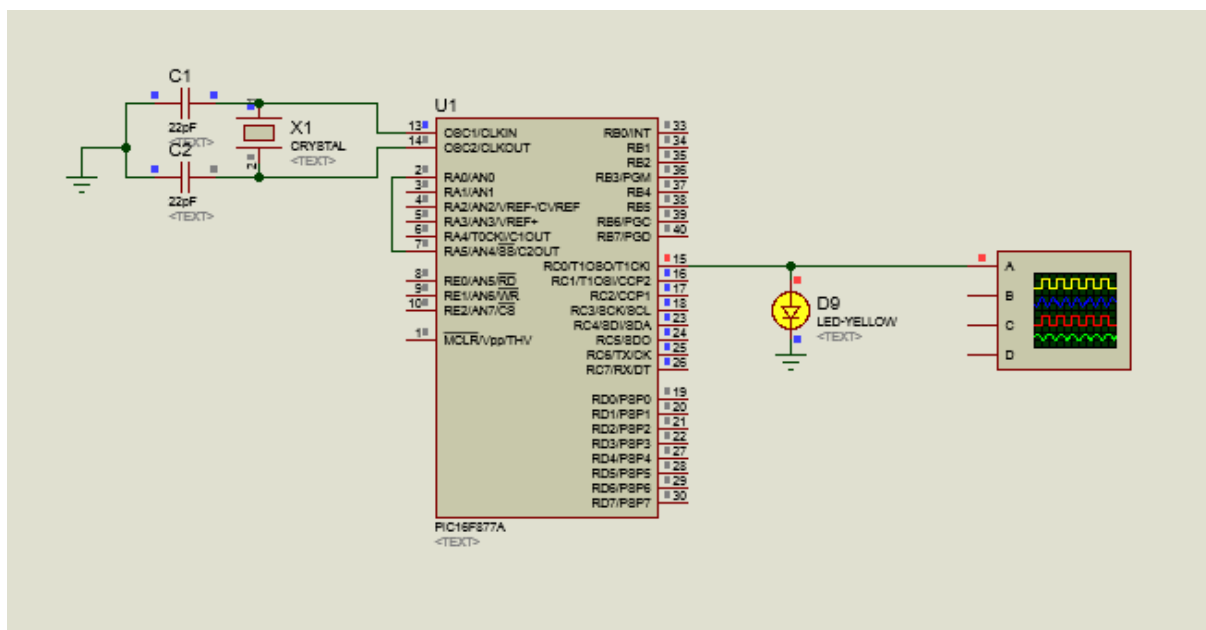 C1
22pF
<TEXT>
C2
22pF
<TEXT>
X1
CRYSTAL
<TEXT>
1
2
U1
13 OSC1/CLKIN
14 OSC2/CLKOUT
2 RA0/AN0
3 RA1/AN1
4 RA2/AN2/VREF-/CVREF
5 RA3/AN3/VREF+
6 RA4/T0CKI/C1OUT
7 RA5/AN4/SS/C2OUT
8 RE0/AN5/RD
9 RE1/AN6/WR
10 RE2/AN7/CS
1 MCLR/Vpp/THV
RB0/INT 33
RB1 34
RB2 35
RB3/PGM 36
RB4 37
RB5 38
RB6/PGC 39
RB7/PGD 40
RC0/T1OSO/T1CKI 15
RC1/T1OSI/CCP2 16
RC2/CCP1 17
RC3/SCK/SCL 18
RC4/SDI/SDA 23
RC5/SDO 24
RC6/TX/CK 25
RC7/RX/DT 26
RD0/PSP0 19
RD1/PSP1 20
RD2/PSP2 21
RD3/PSP3 22
RD4/PSP4 27
RD5/PSP5 28
RD6/PSP6 29
RD7/PSP7 30
PIC16F877A
<TEXT>
D9
LED-YELLOW
<TEXT>
A
B
C
D